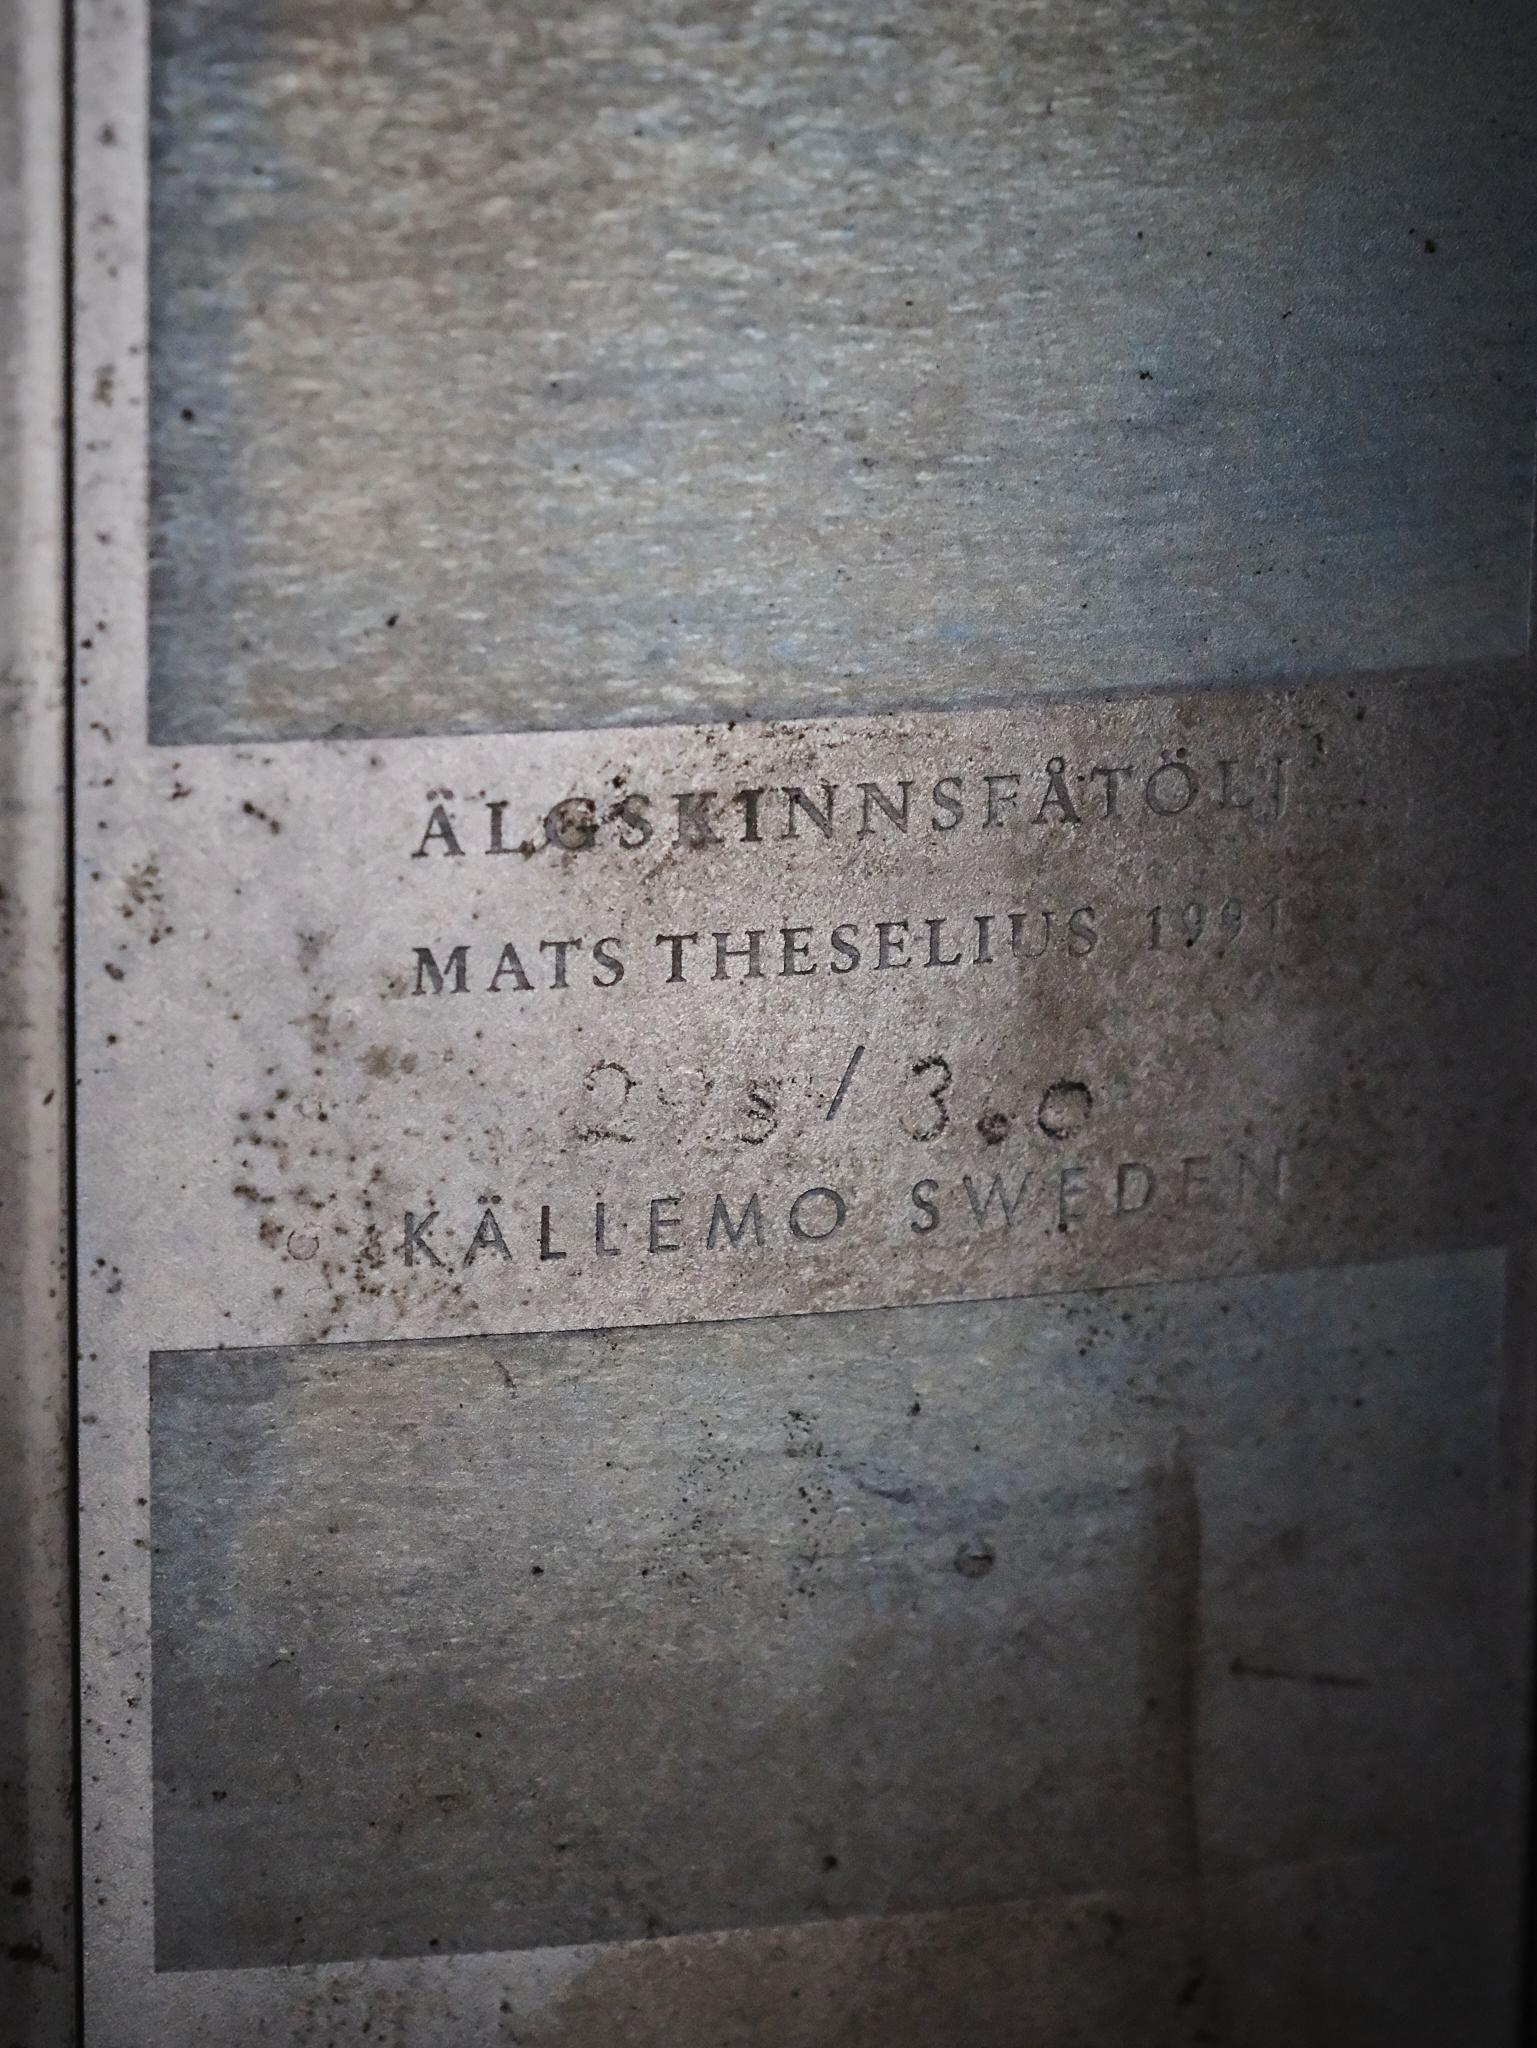 ÄLGSKINNSFÅTÖLJ
MATS THESELIUS 1991
KÄLLEMO SWEDEN